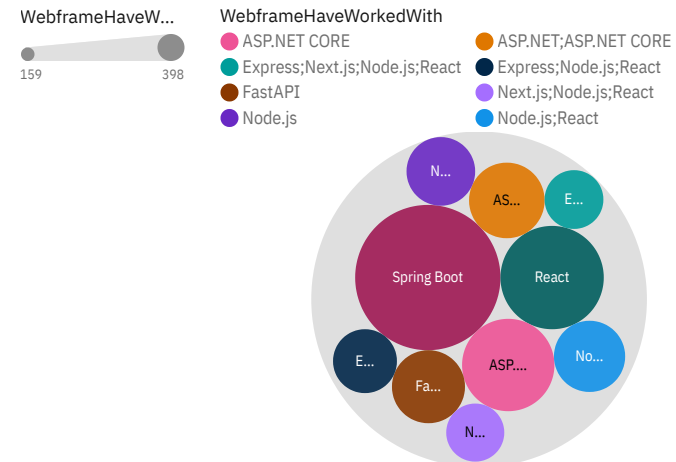 WebframeHaveW...
159
398
WebframeHaveWorkedWith
ASP.NET CORE
ASP.NET;ASP.NET CORE
Express;Next.js;Node.js;React
Express;Node.js;React
FastAPI
Next.js;Node.js;React
Node.js
Node.js;React
N...
AS...
E...
Spring Boot
React
E...
Fa...
ASP....
No...
N...